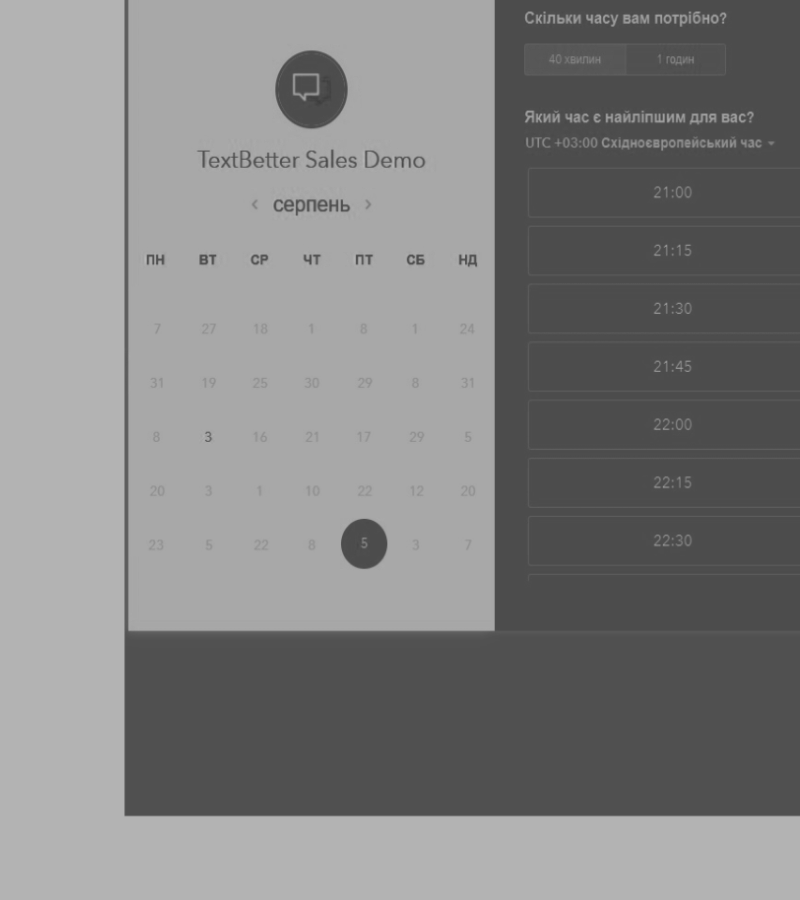 TextBetter Sales Demo
серпень
ПН ВТ СР ЧТ ПТ СБ НД
7 27 18 1 8 1 24
31 19 25 30 29 8 31
8 3 16 21 17 29 5
20 3 1 10 22 12 20
23 5 22 8 5 3 7
Скільки часу вам потрібно?
40 хвилин 1 годин
Який час є найліпшим для вас?
UTC +03:00 Східноєвропейський час
21:00
21:15
21:30
21:45
22:00
22:15
22:30